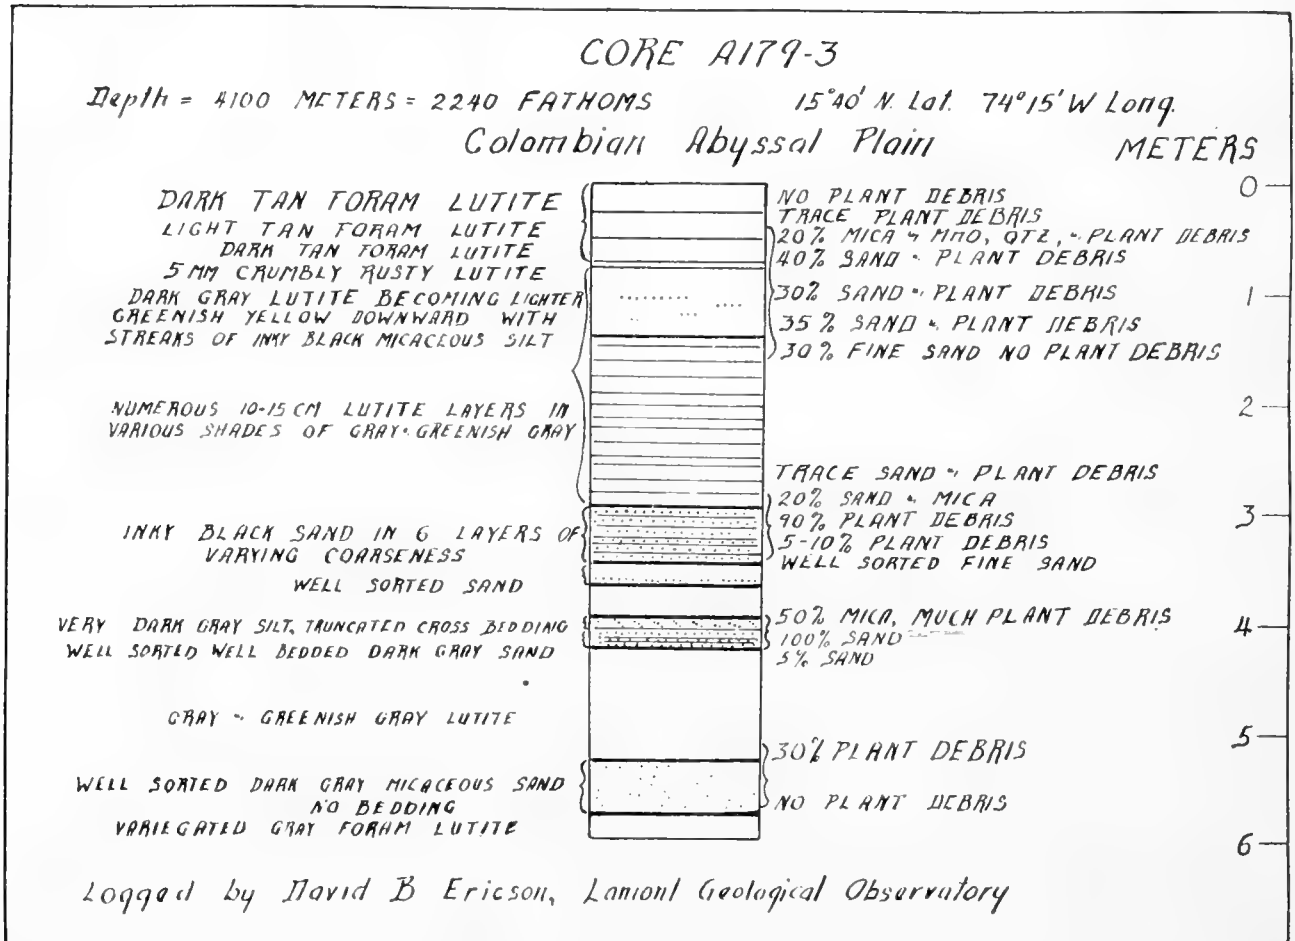 CORE A179-3
Depth = 4100 METERS = 2240 FATHOMS 15°40' N. Lat. 74°15' W Long.
Colombian Abyssal Plain METERS
DARK TAN FORAM LUTITE
LIGHT TAN FORAM LUTITE
DARK TAN FORAM LUTITE
5 MM CRUMBLY RUSTY LUTITE
DARK GRAY LUTITE BECOMING LIGHTER
GREENISH YELLOW DOWNWARD WITH
STREAKS OF INKY BLACK MICACEOUS SILT
NUMEROUS 10-15 CM LUTITE LAYERS IN
VARIOUS SHADES OF GRAY & GREENISH GRAY
INKY BLACK SAND IN 6 LAYERS OF
VARYING COARSENESS
WELL SORTED SAND
VERY DARK GRAY SILT, TRUNCATED CROSS BEDDING
WELL SORTED WELL BEDDED DARK GRAY SAND
GRAY & GREENISH GRAY LUTITE
WELL SORTED DARK GRAY MICACEOUS SAND
NO BEDDING
VARIEGATED GRAY FORAM LUTITE
NO PLANT DEBRIS
TRACE PLANT DEBRIS
20% MICA & MnO, QTZ, & PLANT DEBRIS
40% SAND & PLANT DEBRIS
30% SAND & PLANT DEBRIS
35% SAND & PLANT DEBRIS
30% FINE SAND NO PLANT DEBRIS
TRACE SAND & PLANT DEBRIS
20% SAND & MICA
90% PLANT DEBRIS
5-10% PLANT DEBRIS
WELL SORTED FINE SAND
50% MICA, MUCH PLANT DEBRIS
100% SAND
5% SAND
30% PLANT DEBRIS
NO PLANT DEBRIS
0
1
2
3
4
5
6
Logged by David B Ericson, Lamont Geological Observatory